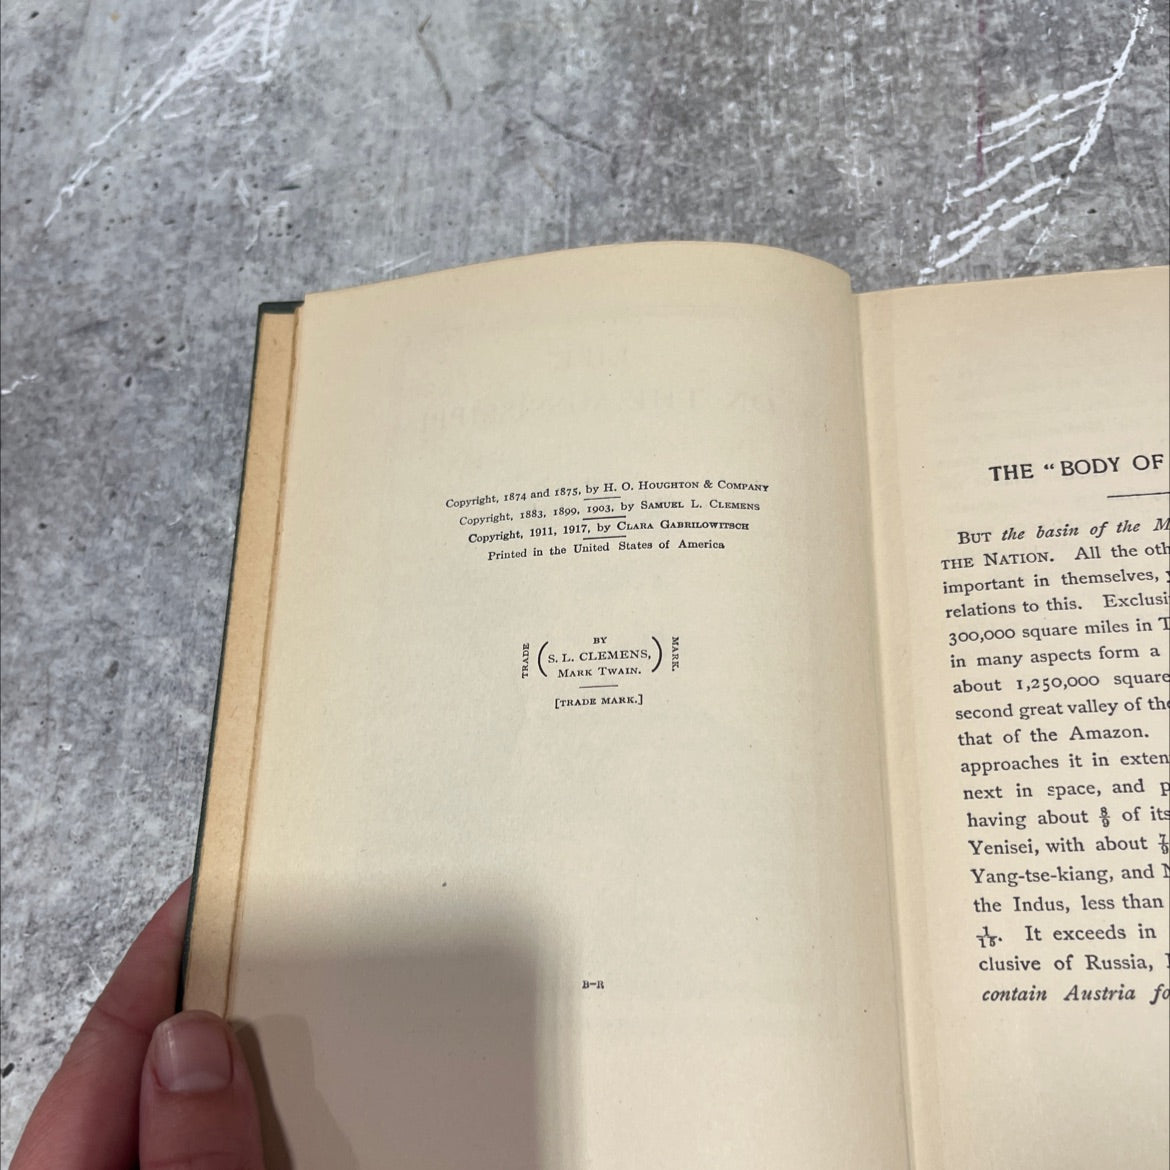 Copyright, 1874 and 1875, by H. O. Houghton & Company
Copyright, 1883, 1899, 1903, by Samuel L. Clemens
Copyright, 1911, 1917, by Clara Gabrilowitsch
Printed in the United States of America
TRADE
BY
S. L. CLEMENS,
Mark Twain.
MARK.
[TRADE MARK.]
B-R
THE "BODY OF
But the basin of the
the Nation. All the
important in themselves,
relations to this.
300,000 square miles in
in many aspects form a
about 1,250,000 square
second great valley of
that of the Amazon.
approaches it in
next in space, and
having about 8/9 of its
Yenisei, with about
Yang-tse-kiang, and
the Indus, less than
It exceeds in
clusive of Russia,
contain Austria